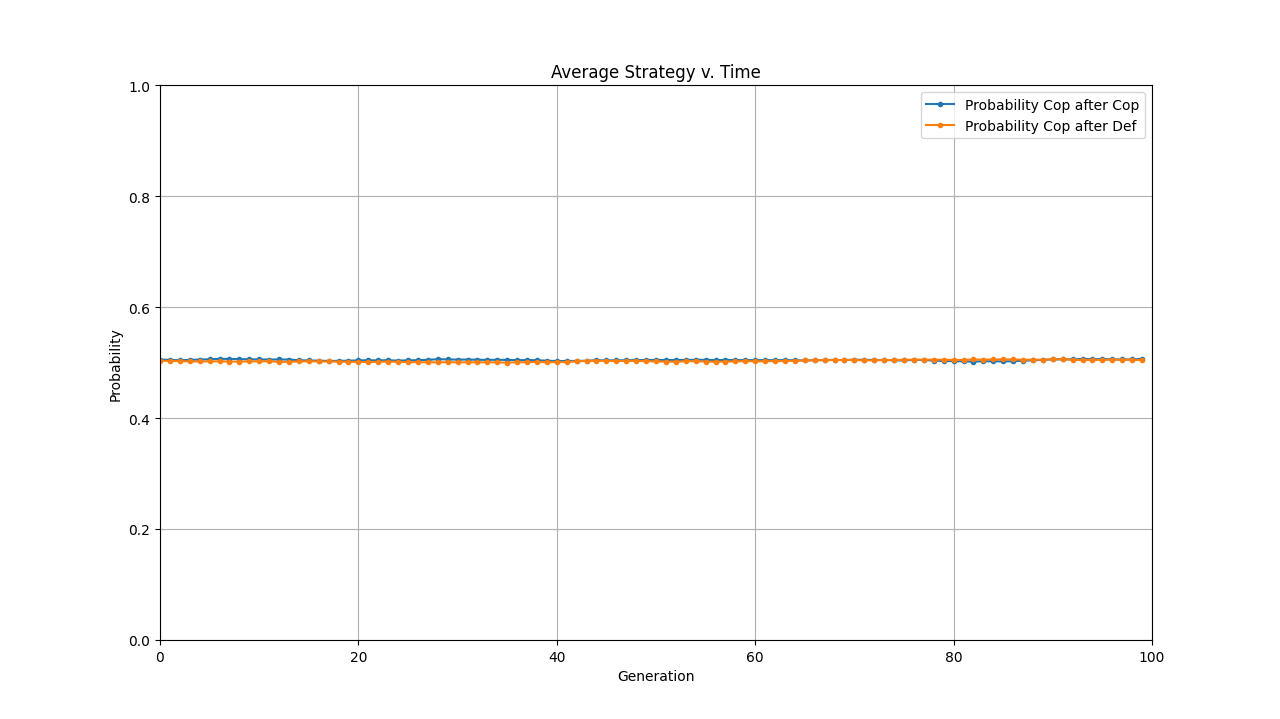 Average Strategy v. Time
Probability Cop after Cop
Probability Cop after Def
1.0
0.8
0.6
0.4
0.2
0.0
Probability
0 20 40 60 80 100
Generation